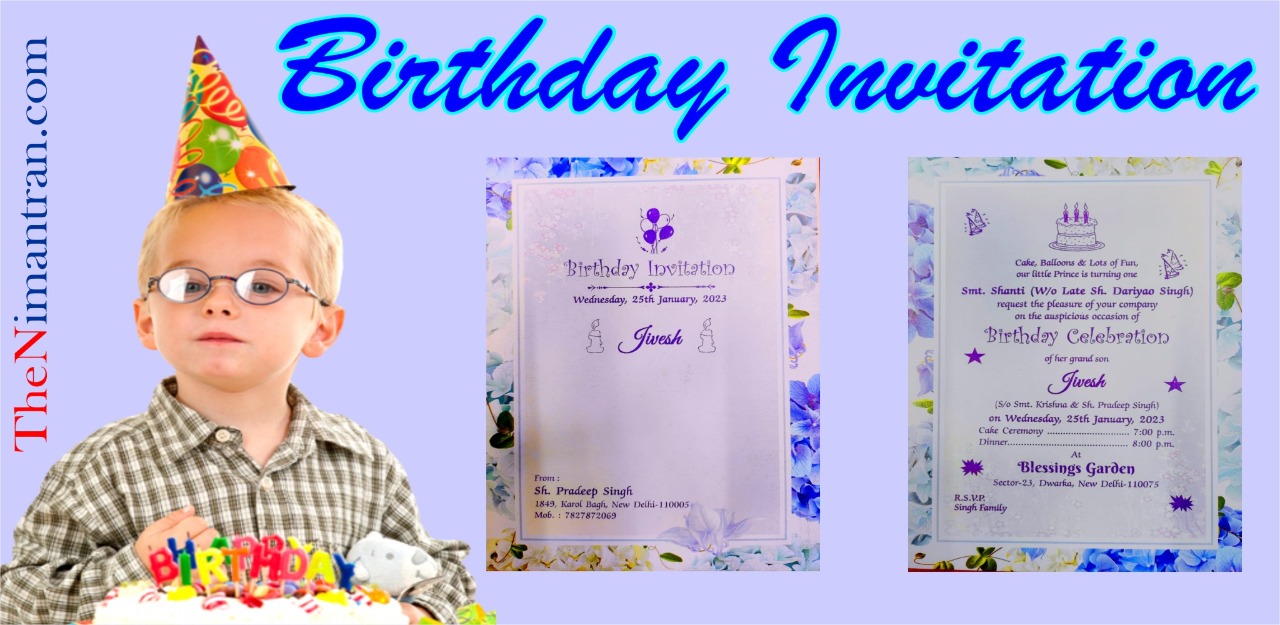 TheNimantran.com
Birthday Invitation
Birthday Invitation
Wednesday, 25th January, 2023
Jivesh
From :
Sh. Pradeep Singh
1849, Karol Bagh, New Delhi-110005
Mob. : 7827872069
Cake, Balloons & Lots of Fun,
our little Prince is turning one
Smt. Shanti (W/o Late Sh. Dariyao Singh)
request the pleasure of your company
on the auspicious occasion of
Birthday Celebration
of her grand son
Jivesh
(S/o Smt. Krishna & Sh. Pradeep Singh)
on Wednesday, 25th January, 2023
Cake Ceremony ............................. 7:00 p.m.
Dinner.......................................... 8:00 p.m.
At
Blessings Garden
Sector-23, Dwarka, New Delhi-110075
R.S.V.P.
Singh Family
HAPPY
BIRTHDAY